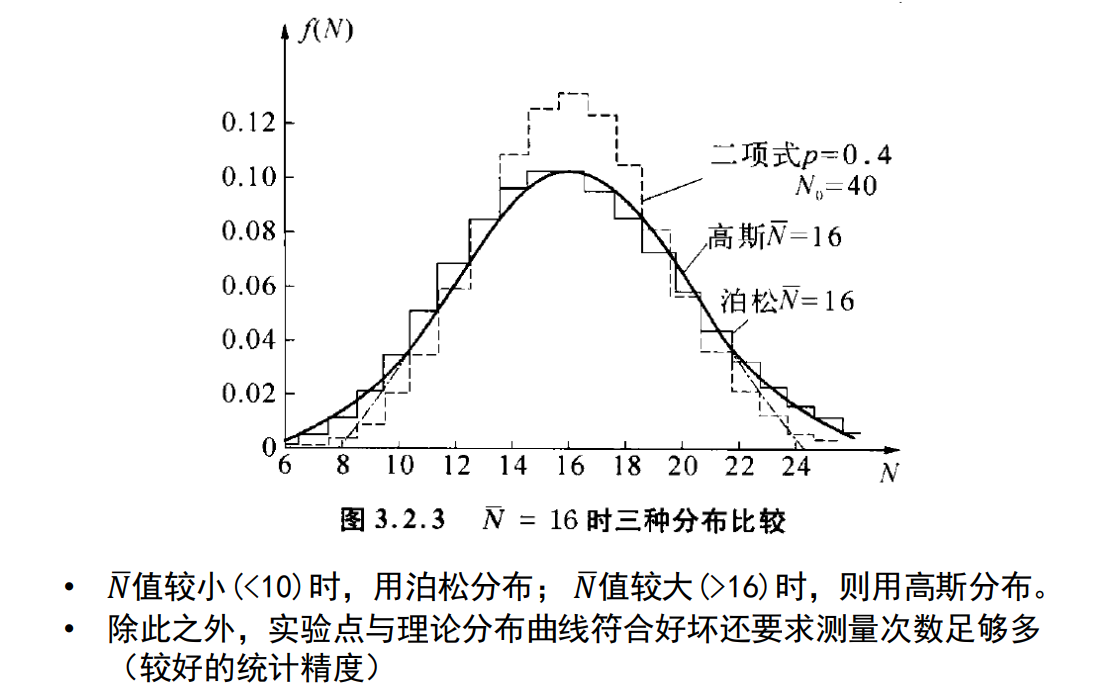 f(N)
0.12
0.10
0.08
0.06
0.04
0.02
0
6 8 10 12 14 16 18 20 22 24
N
二项式p=0.4
N₀=40
高斯N̅=16
泊松N̅=16
图 3.2.3 N̅ = 16 时三种分布比较
• N̅值较小(<10)时，用泊松分布；N̅值较大(>16)时，则用高斯分布。
• 除此之外，实验点与理论分布曲线符合好坏还要求测量次数足够多
（较好的统计精度）